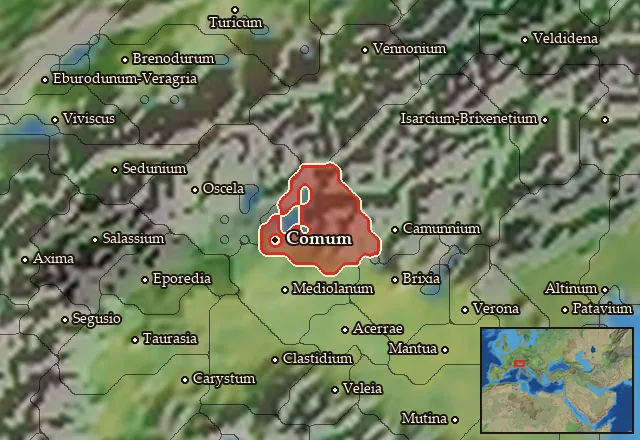 Turicum
Veldidena
Vennonium
Brenodurum
Eburodunum-Veragria
Viviscus
Isarcium-Brixenetium
Sedunium
Oscela
Camunnium
Salassium
Comum
Axima
Eporedia
Brixia
Mediolanum
Altinum
Verona
Patavium
Segusio
Acerrae
Taurasia
Mantua
Clastidium
Carystum
Veleia
Mutina